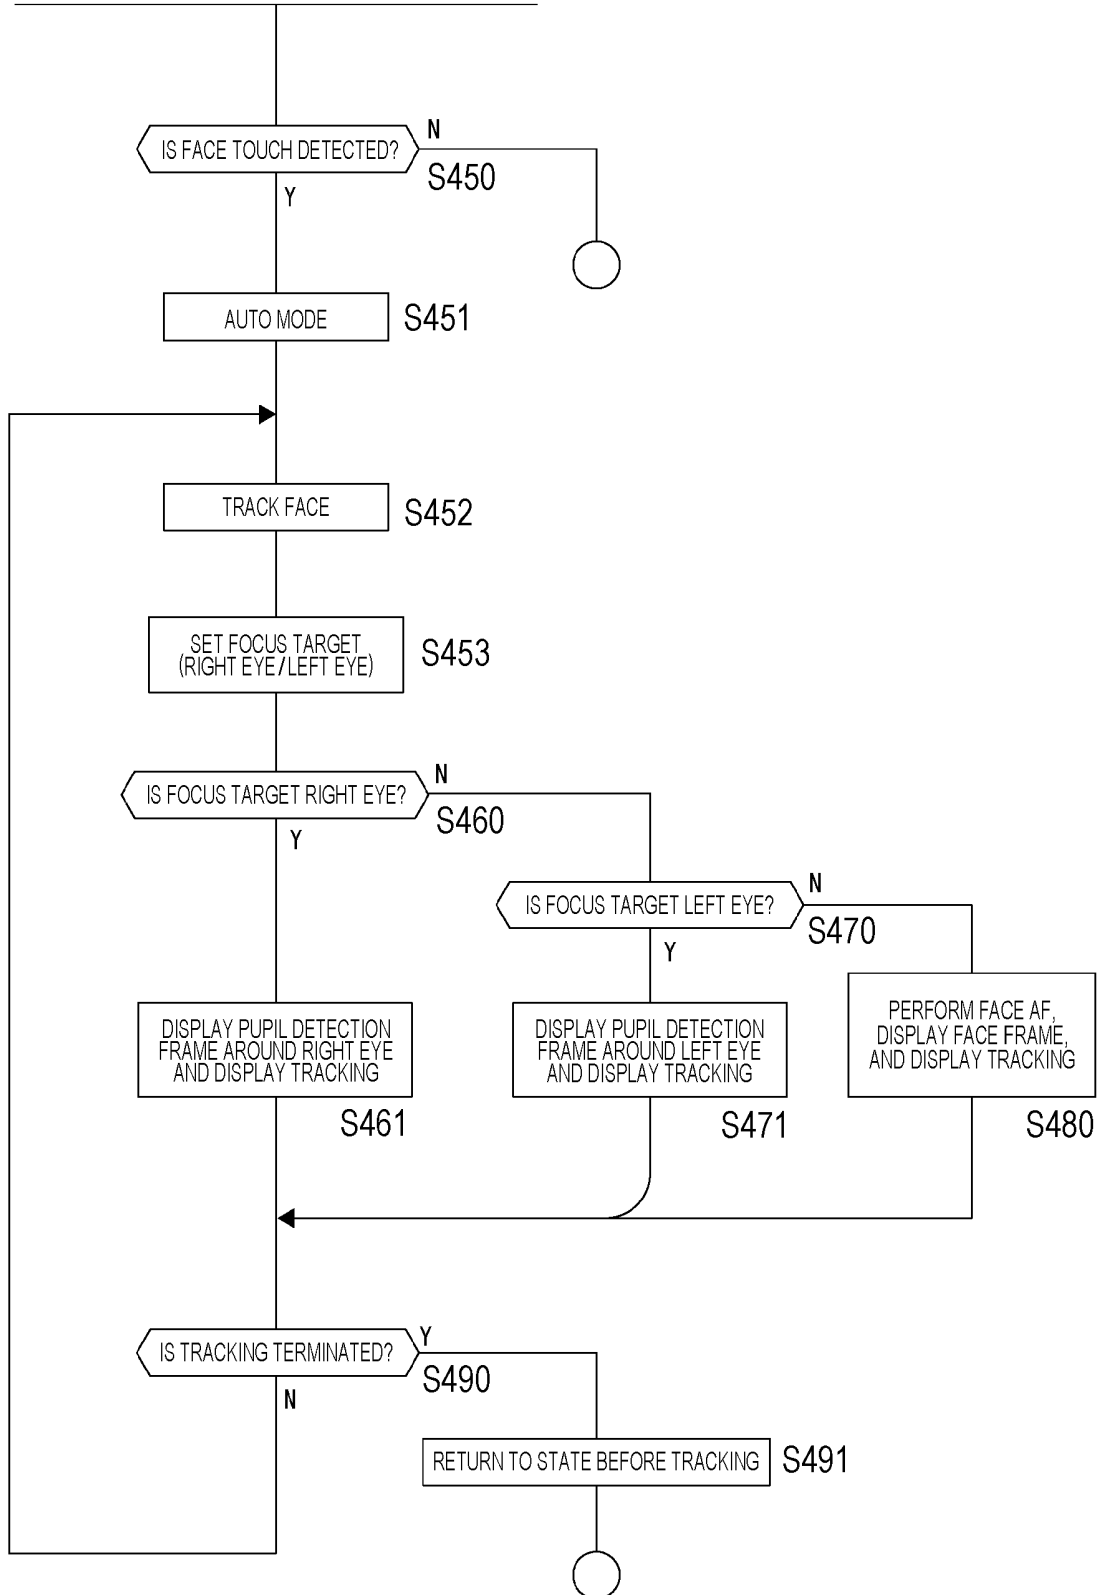 IS FACE TOUCH DETECTED?
N
S450
Y
AUTO MODE
S451
TRACK FACE
S452
SET FOCUS TARGET
(RIGHT EYE/LEFT EYE)
S453
IS FOCUS TARGET RIGHT EYE?
N
S460
Y
IS FOCUS TARGET LEFT EYE?
N
S470
Y
DISPLAY PUPIL DETECTION
FRAME AROUND RIGHT EYE
AND DISPLAY TRACKING
S461
DISPLAY PUPIL DETECTION
FRAME AROUND LEFT EYE
AND DISPLAY TRACKING
S471
PERFORM FACE AF,
DISPLAY FACE FRAME,
AND DISPLAY TRACKING
S480
IS TRACKING TERMINATED?
Y
S490
N
RETURN TO STATE BEFORE TRACKING
S491